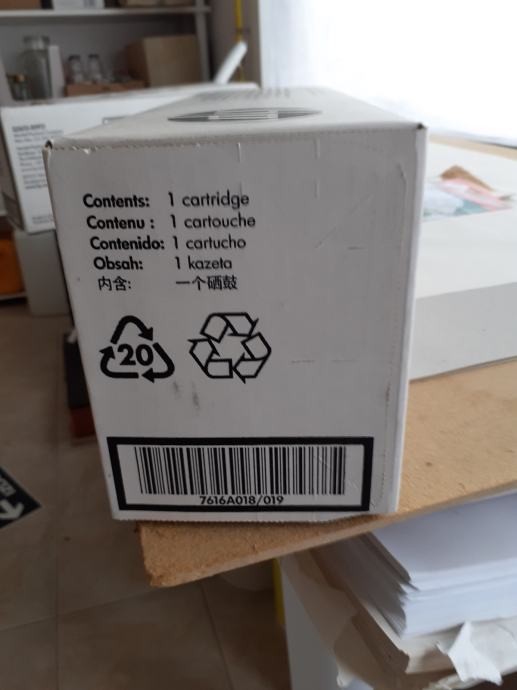 Contents: 1 cartridge
Contenu : 1 cartouche
Contenido: 1 cartucho
Obsah: 1 kazeta
内含: 一个硒鼓
20
7616A018/019